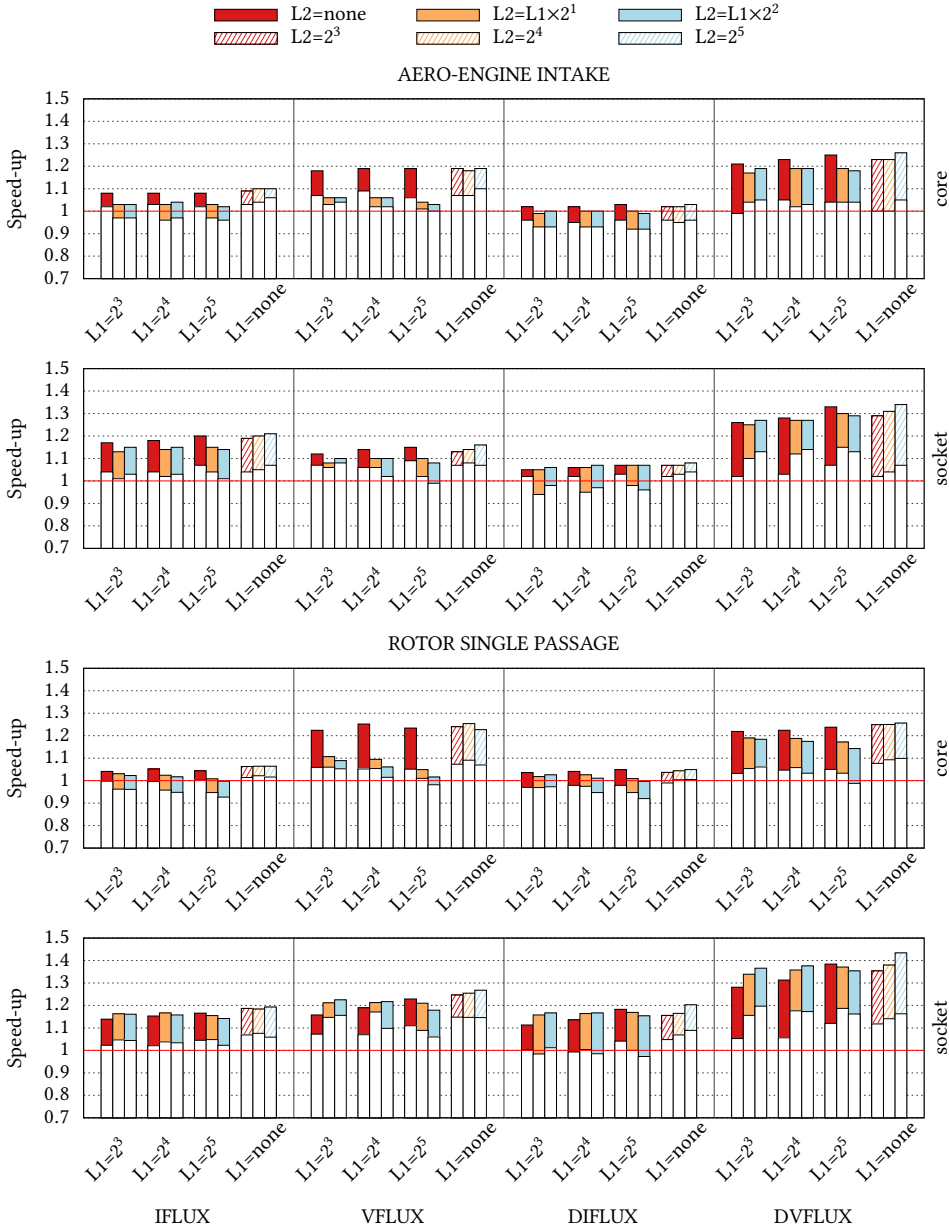 L2=none L2=L1×2¹ L2=L1×2²
L2=2³ L2=2⁴ L2=2⁵
AERO-ENGINE INTAKE
Speed-up
1.5
1.4
1.3
1.2
1.1
1
0.9
0.8
0.7
core
L1=2³ L1=2⁴ L1=2⁵ L1=none L1=2³ L1=2⁴ L1=2⁵ L1=none L1=2³ L1=2⁴ L1=2⁵ L1=none L1=2³ L1=2⁴ L1=2⁵ L1=none
Speed-up
1.5
1.4
1.3
1.2
1.1
1
0.9
0.8
0.7
socket
L1=2³ L1=2⁴ L1=2⁵ L1=none L1=2³ L1=2⁴ L1=2⁵ L1=none L1=2³ L1=2⁴ L1=2⁵ L1=none L1=2³ L1=2⁴ L1=2⁵ L1=none
ROTOR SINGLE PASSAGE
Speed-up
1.5
1.4
1.3
1.2
1.1
1
0.9
0.8
0.7
core
L1=2³ L1=2⁴ L1=2⁵ L1=none L1=2³ L1=2⁴ L1=2⁵ L1=none L1=2³ L1=2⁴ L1=2⁵ L1=none L1=2³ L1=2⁴ L1=2⁵ L1=none
Speed-up
1.5
1.4
1.3
1.2
1.1
1
0.9
0.8
0.7
socket
L1=2³ L1=2⁴ L1=2⁵ L1=none L1=2³ L1=2⁴ L1=2⁵ L1=none L1=2³ L1=2⁴ L1=2⁵ L1=none L1=2³ L1=2⁴ L1=2⁵ L1=none
IFLUX VFLUX DIFLUX DVFLUX